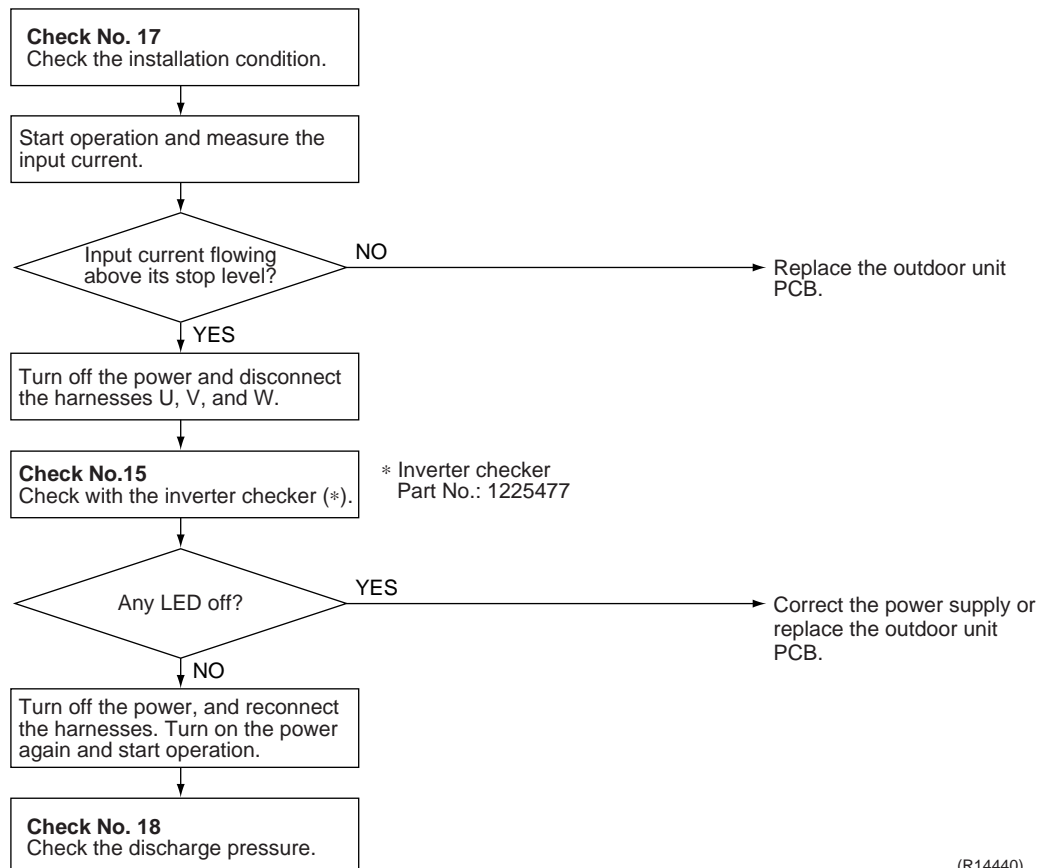 Check No. 17
Check the installation condition.
Start operation and measure the
input current.
Input current flowing
above its stop level?
NO
Replace the outdoor unit
PCB.
YES
Turn off the power and disconnect
the harnesses U, V, and W.
Check No.15
Check with the inverter checker (*).
* Inverter checker
Part No.: 1225477
Any LED off?
YES
Correct the power supply or
replace the outdoor unit
PCB.
NO
Turn off the power, and reconnect
the harnesses. Turn on the power
again and start operation.
Check No. 18
Check the discharge pressure.
(R14440)